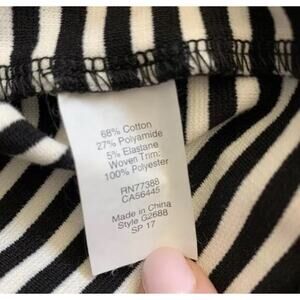 68% Cotton
27% Polyamide
5% Elastane
Woven Trim:
100% Polyester
RN77388
CA56445
Made in China
Style G2688
SP 17